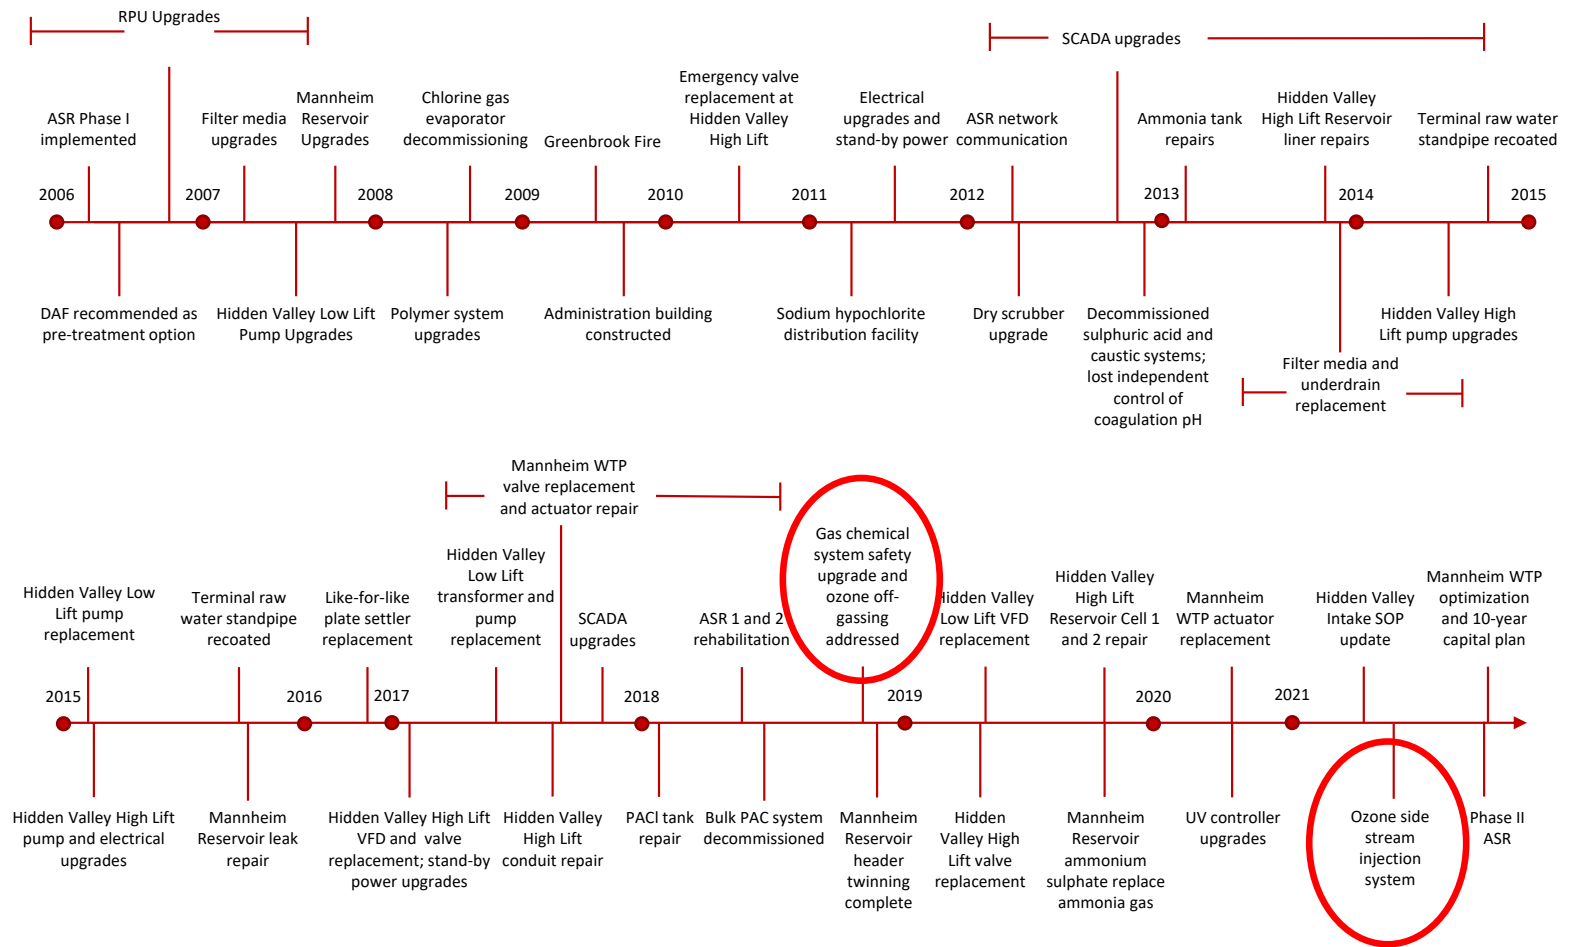 RPU Upgrades
SCADA upgrades
ASR Phase I
implemented
Filter media
upgrades
Mannheim
Reservoir
Upgrades
Chlorine gas
evaporator
decommissioning
Greenbrook Fire
Emergency valve
replacement at
Hidden Valley
High Lift
Electrical
upgrades and
stand-by power
ASR network
communication
Ammonia tank
repairs
Hidden Valley
High Lift Reservoir
liner repairs
Terminal raw water
standpipe recoated
2006
2007
2008
2009
2010
2011
2012
2013
2014
2015
DAF recommended as
pre-treatment option
Hidden Valley Low Lift
Pump Upgrades
Polymer system
upgrades
Administration building
constructed
Sodium hypochlorite
distribution facility
Dry scrubber
upgrade
Decommissioned
sulphuric acid and
caustic systems;
lost independent
control of
coagulation pH
Filter media and
underdrain
replacement
Hidden Valley High
Lift pump upgrades
Mannheim WTP
valve replacement
and actuator repair
Hidden Valley Low
Lift pump
replacement
Terminal raw
water standpipe
recoated
Like-for-like
plate settler
replacement
Hidden Valley
Low Lift
transformer and
pump
replacement
SCADA
upgrades
ASR 1 and 2
rehabilitation
Gas chemical
system safety
upgrade and
ozone off-
gassing
addressed
Hidden Valley
Low Lift VFD
replacement
Hidden Valley
High Lift
Reservoir Cell 1
and 2 repair
Mannheim
WTP actuator
replacement
Hidden Valley
Intake SOP
update
Mannheim WTP
optimization
and 10-year
capital plan
2015
2016
2017
2018
2019
2020
2021
Hidden Valley High Lift
pump and electrical
upgrades
Mannheim
Reservoir leak
repair
Hidden Valley High Lift
VFD and valve
replacement; stand-by
power upgrades
Hidden Valley
High Lift
conduit repair
PACl tank
repair
Bulk PAC system
decommissioned
Mannheim
Reservoir
header
twinning
complete
Hidden
Valley High
Lift valve
replacement
Mannheim
Reservoir
ammonium
sulphate replace
ammonia gas
UV controller
upgrades
Ozone side
stream
injection
system
Phase II
ASR